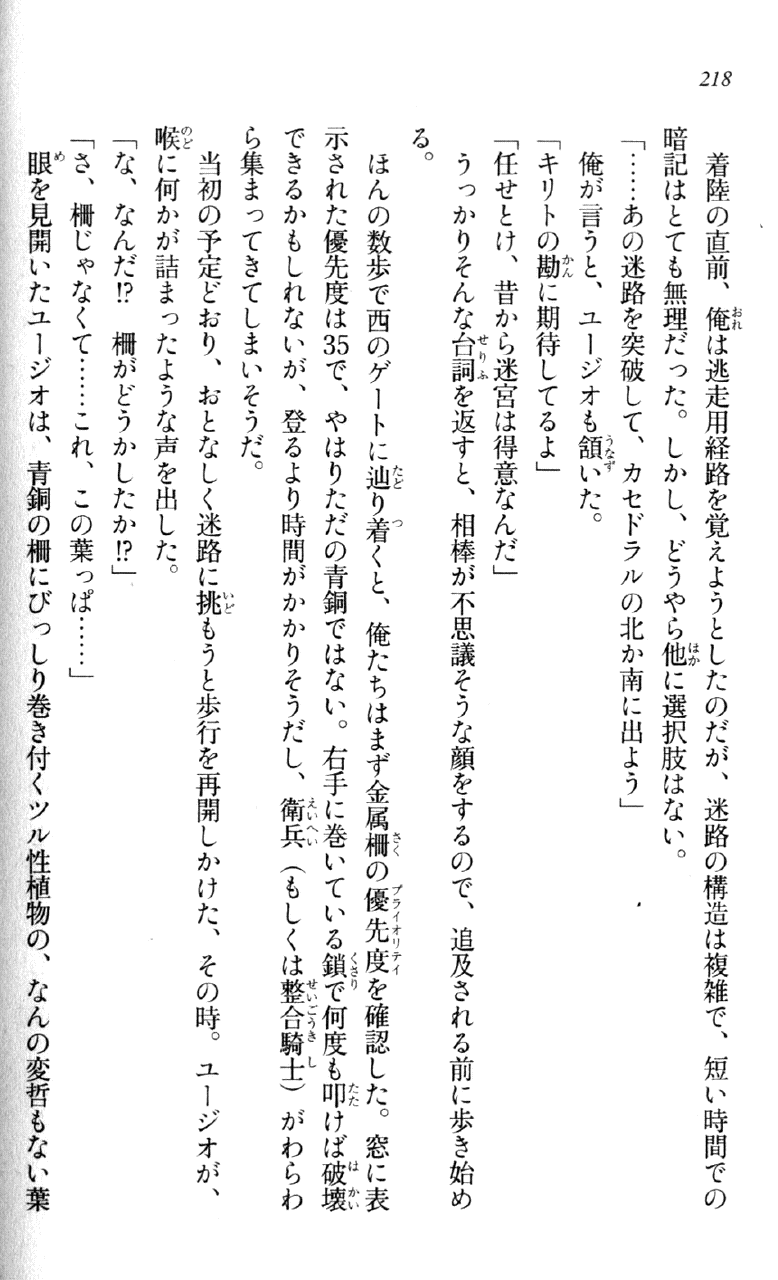 218
着陸の直前、俺は逃走用経路を覚えようとしたのだが、迷路の構造は複雑で、短い時間での
暗記はとても無理だった。しかし、どうやら他に選択肢はない。
「……あの迷路を突破して、カセドラルの北か南に出よう」
俺が言うと、ユージオも頷いた。
「キリトの勘に期待してるよ」
「任せとけ、昔から迷宮は得意なんだ」
うっかりそんな台詞を返すと、相棒が不思議そうな顔をするので、追及される前に歩き始め
る。
ほんの数歩で西のゲートに辿り着くと、俺たちはまず金属柵の優先度を確認した。窓に表
示された優先度は35で、やはりただの青銅ではない。右手に巻いている鎖で何度も叩けば破壊
できるかもしれないが、登るより時間がかかりそうだし、衛兵（もしくは整合騎士）がわらわ
ら集まってきてしまいそうだ。
当初の予定どおり、おとなしく迷路に挑もうと歩行を再開しかけた、その時。ユージオが、
喉に何かが詰まったような声を出した。
「な、なんだ!?　柵がどうかしたか!?」
「さ、柵じゃなくて……これ、この葉っぱ……」
眼を見開いたユージオは、青銅の柵にびっしり巻き付くツル性植物の、なんの変哲もない葉